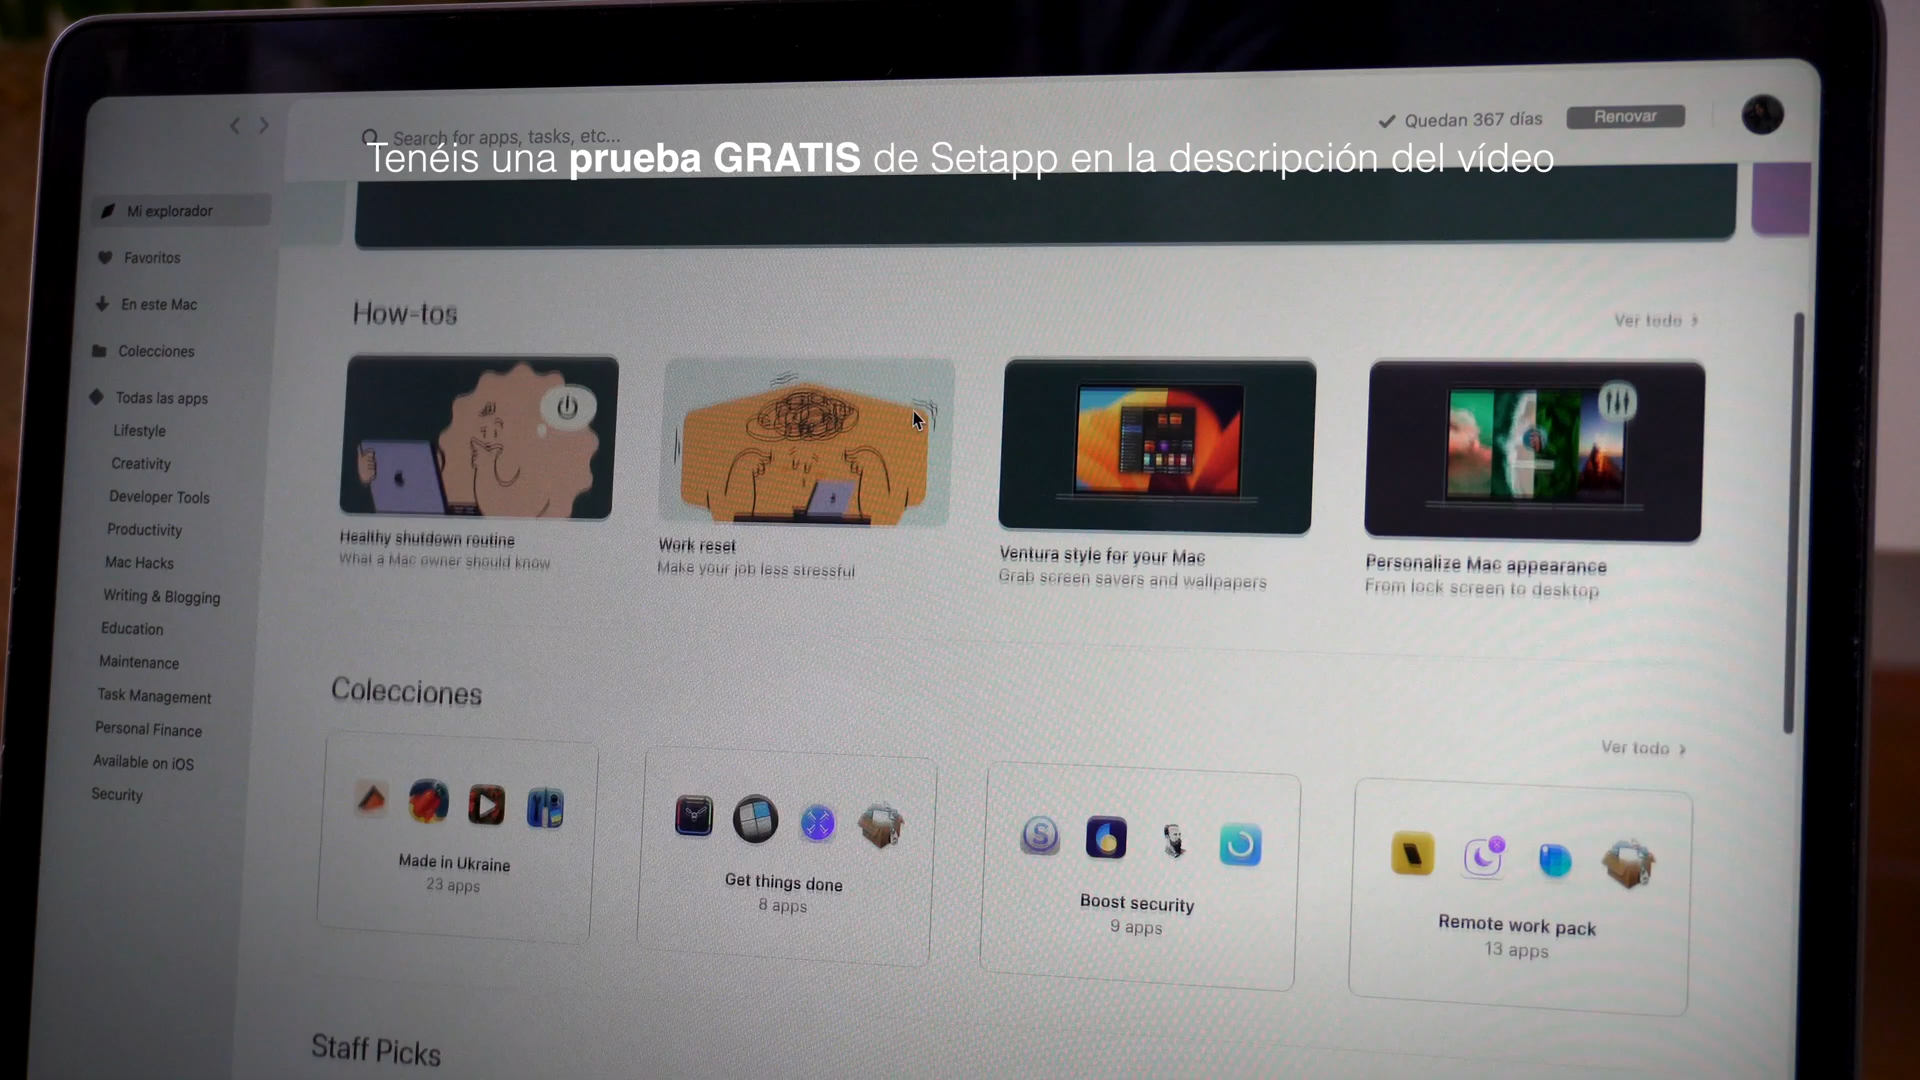 Search for apps, tasks, etc...
Quedan 367 días
Renovar
Tenéis una prueba GRATIS de Setapp en la descripción del vídeo
Mi explorador
Favoritos
En este Mac
Colecciones
Todas las apps
Lifestyle
Creativity
Developer Tools
Productivity
Mac Hacks
Writing & Blogging
Education
Maintenance
Task Management
Personal Finance
Available on iOS
Security
How-tos
Ver todo
Healthy shutdown routine
What a Mac owner should know
Work reset
Make your job less stressful
Ventura style for your Mac
Grab screen savers and wallpapers
Personalize Mac appearance
From lock screen to desktop
Colecciones
Ver todo
Made in Ukraine
23 apps
Get things done
8 apps
Boost security
9 apps
Remote work pack
13 apps
Staff Picks